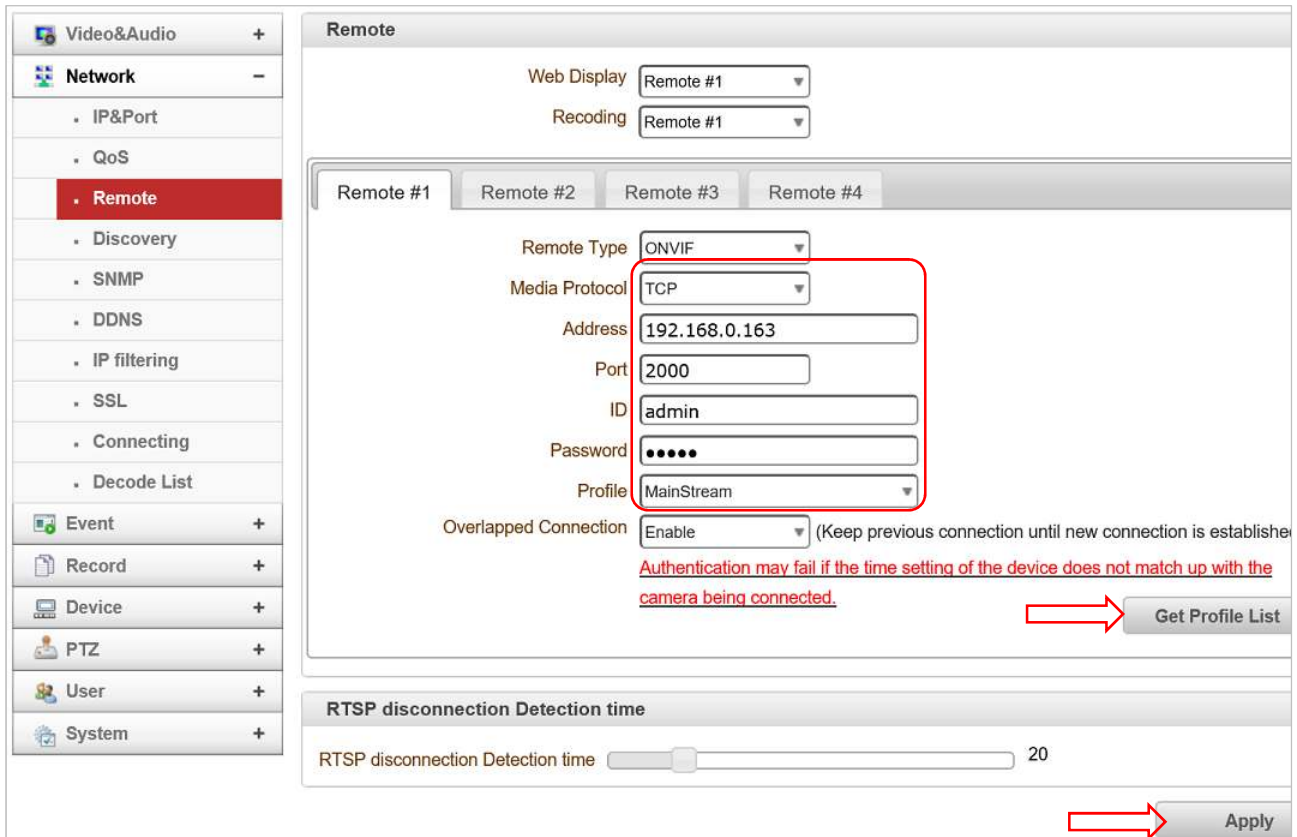 Video&Audio +
Network −
. IP&Port
. QoS
. Remote
. Discovery
. SNMP
. DDNS
. IP filtering
. SSL
. Connecting
. Decode List
Event +
Record +
Device +
PTZ +
User +
System +
Remote
Web Display Remote #1
Recoding Remote #1
Remote #1 Remote #2 Remote #3 Remote #4
Remote Type ONVIF
Media Protocol TCP
Address 192.168.0.163
Port 2000
ID admin
Password •••••
Profile MainStream
Overlapped Connection Enable (Keep previous connection until new connection is establishe
Authentication may fail if the time setting of the device does not match up with the
camera being connected.
Get Profile List
RTSP disconnection Detection time
RTSP disconnection Detection time 20
Apply